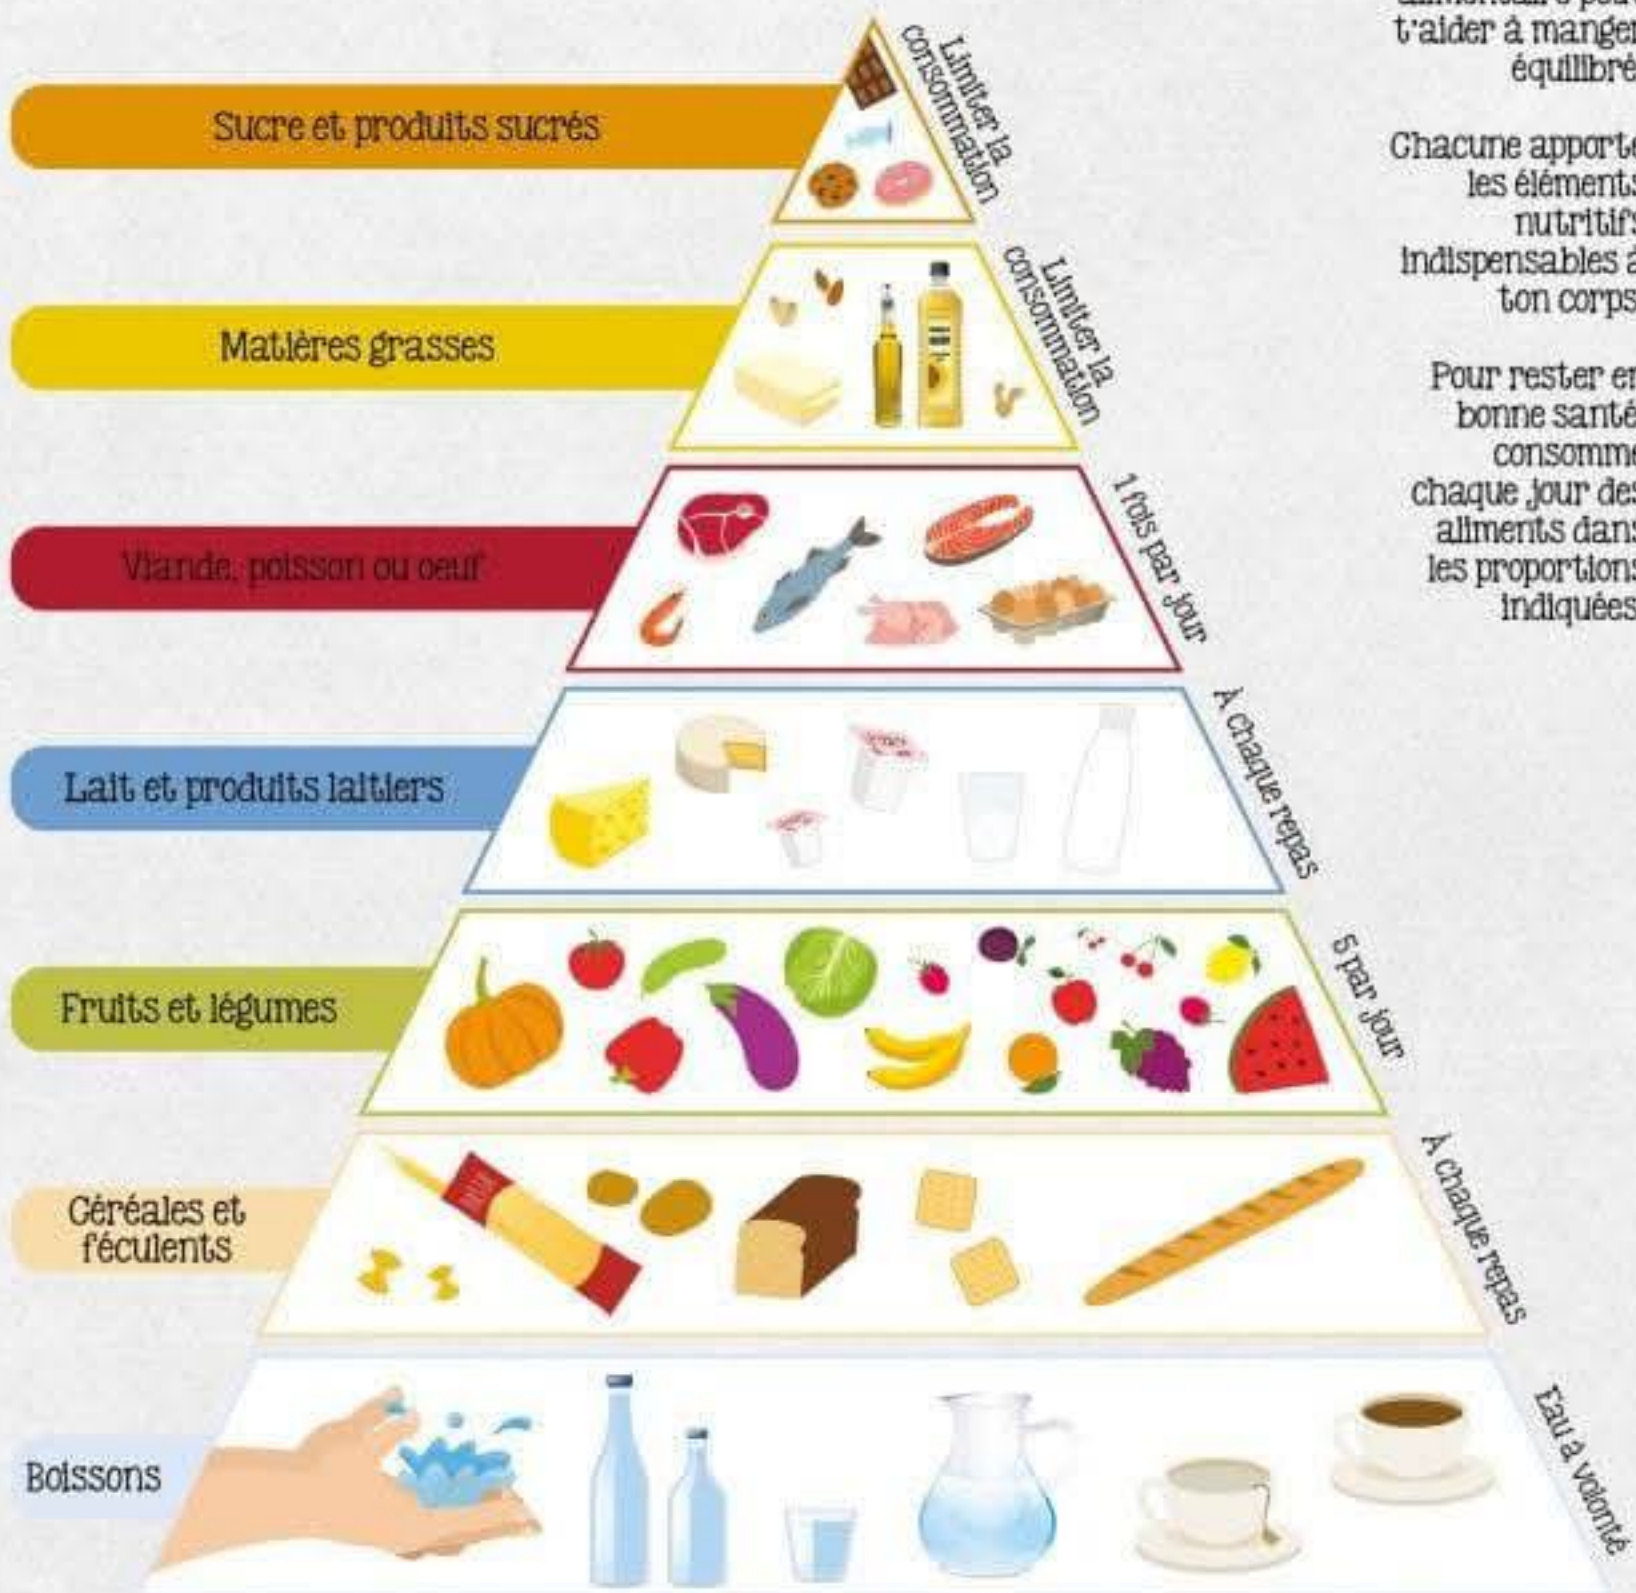 Limiter la
consommation
Sucre et produits sucrés
Limiter la
consommation
Matières grasses
1 fois par jour
Viande, poisson ou oeuf
À chaque repas
Lait et produits laitiers
5 par jour
Fruits et légumes
À chaque repas
Céréales et
féculents
Eau à volonté
Boissons
t'aider à manger
équilibré
Chacune apporte
les éléments
nutritifs
indispensables à
ton corps
Pour rester en
bonne santé
consomme
chaque jour des
aliments dans
les proportions
indiquées